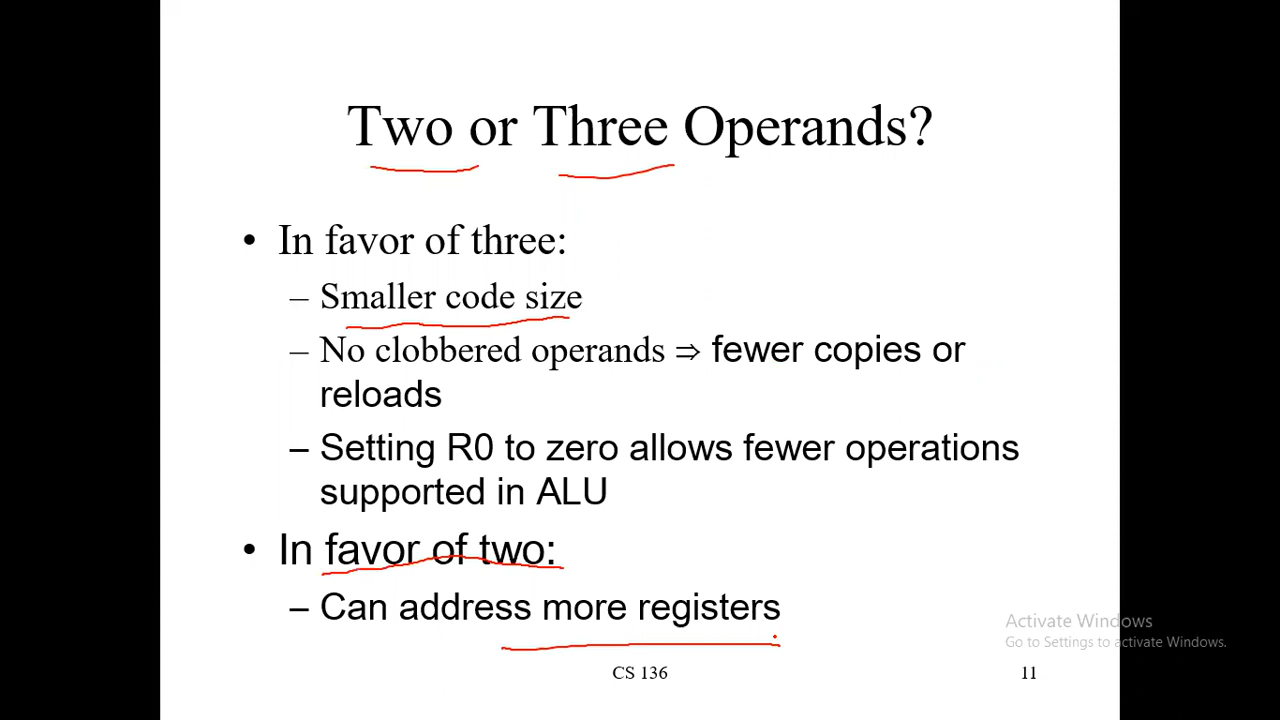 Two or Three Operands?
• In favor of three:
– Smaller code size
– No clobbered operands ⇒ fewer copies or
reloads
– Setting R0 to zero allows fewer operations
supported in ALU
• In favor of two:
– Can address more registers
Activate Windows
Go to Settings to activate Windows.
CS 136
11